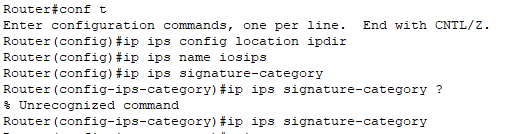 Router#conf t
Enter configuration commands, one per line.  End with CNTL/Z.
Router(config)#ip ips config location ipdir
Router(config)#ip ips name iosips
Router(config)#ip ips signature-category
Router(config-ips-category)#ip ips signature-category ?
% Unrecognized command
Router(config-ips-category)#ip ips signature-category